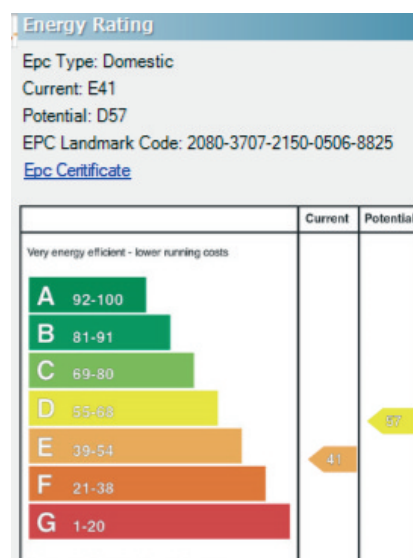 Energy Rating
Epc Type: Domestic
Current: E41
Potential: D57
EPC Landmark Code: 2080-3707-2150-0506-8825
Epc Ceritificate
Current Potential
Very energy efficient - lower running costs
A 92-100
B 81-91
C 69-80
D 55-68
57
E 39-54
41
F 21-38
G 1-20